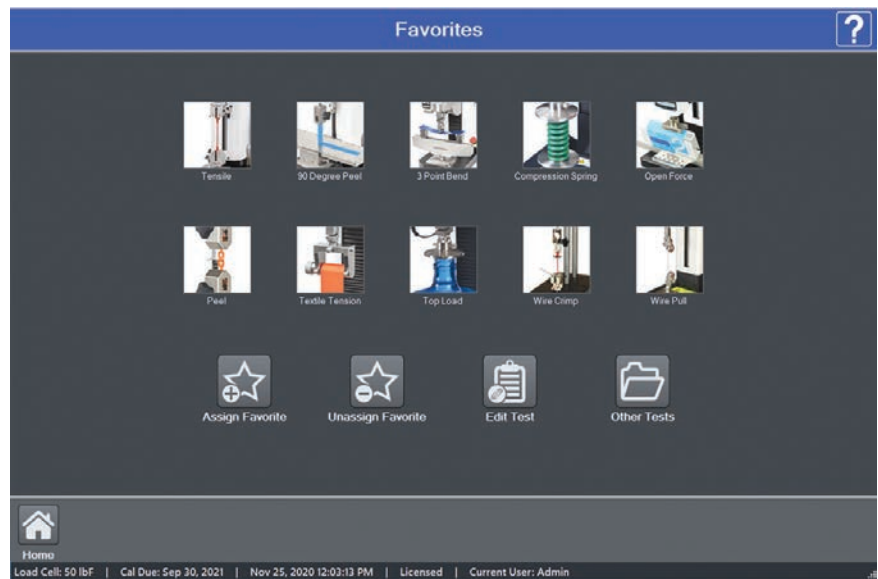 Favorites
?
Tensile 90 Degree Peel 3 Point Bend Compression Spring Open Force
Peel Textile Tension Top Load Wire Crimp Wire Pull
Assign Favorite Unassign Favorite Edit Test Other Tests
Home
Load Cell: 50 lbF | Cal Due: Sep 30, 2021 | Nov 25, 2020 12:03:13 PM | Licensed | Current User: Admin